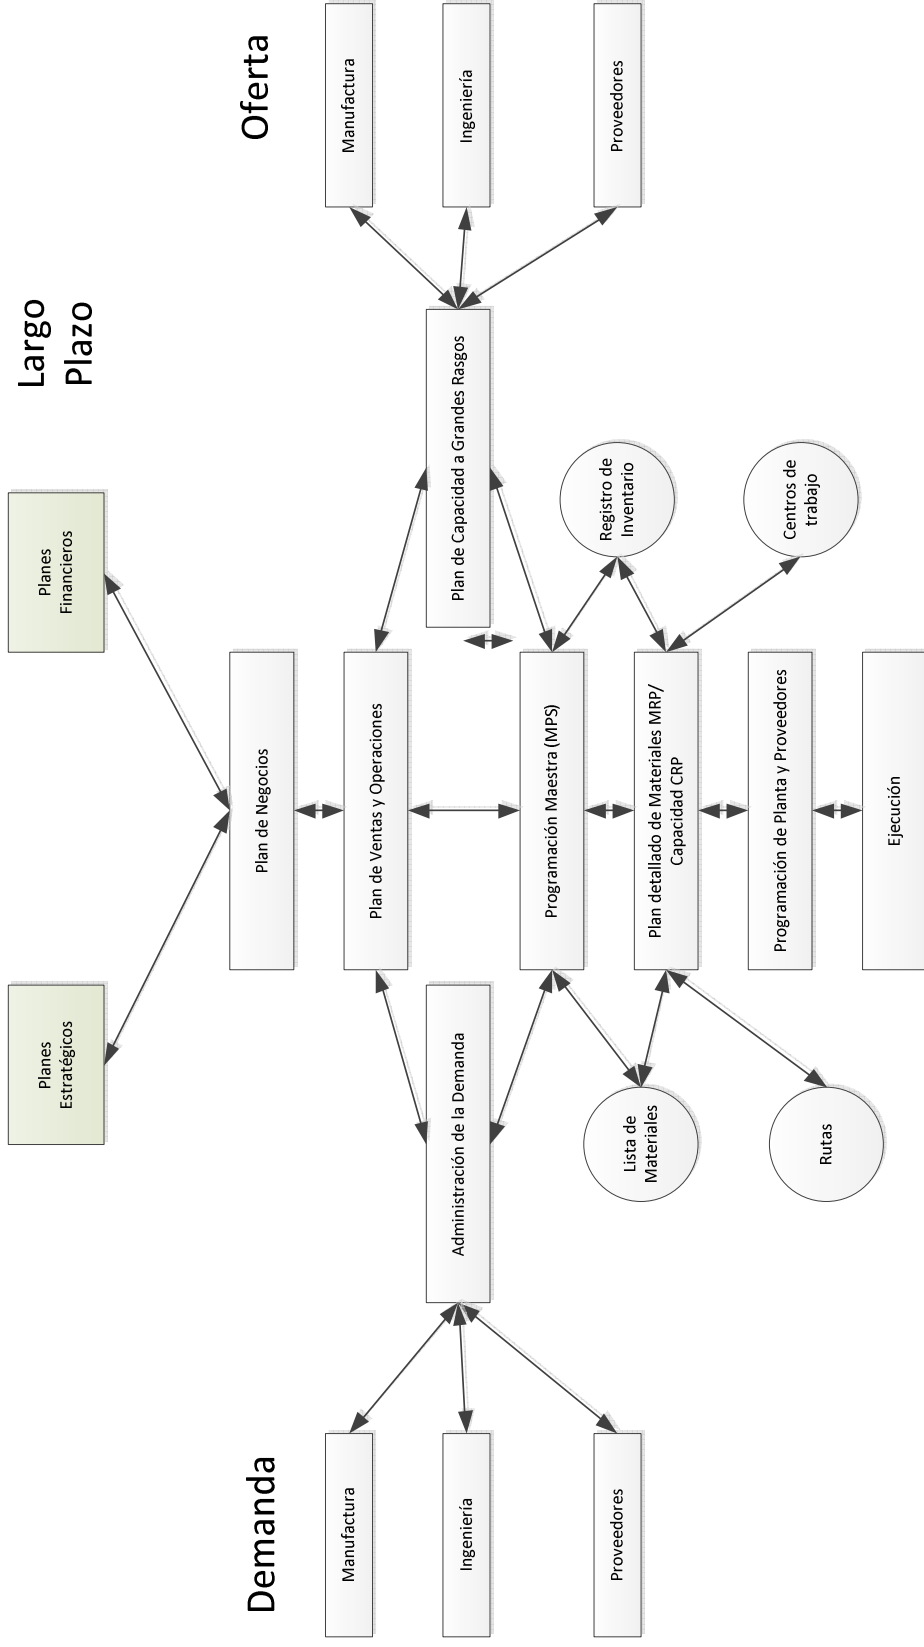 Largo
Plazo
Planes
Estratégicos
Planes
Financieros
Demanda
Oferta
Plan de Negocios
Manufactura
Plan de Ventas y Operaciones
Manufactura
Ingeniería
Administración de la Demanda
Plan de Capacidad a Grandes Rasgos
Ingeniería
Programación Maestra (MPS)
Proveedores
Lista de
Materiales
Registro de
Inventario
Proveedores
Plan detallado de Materiales MRP/
Capacidad CRP
Rutas
Programación de Planta y Proveedores
Centros de
trabajo
Ejecución